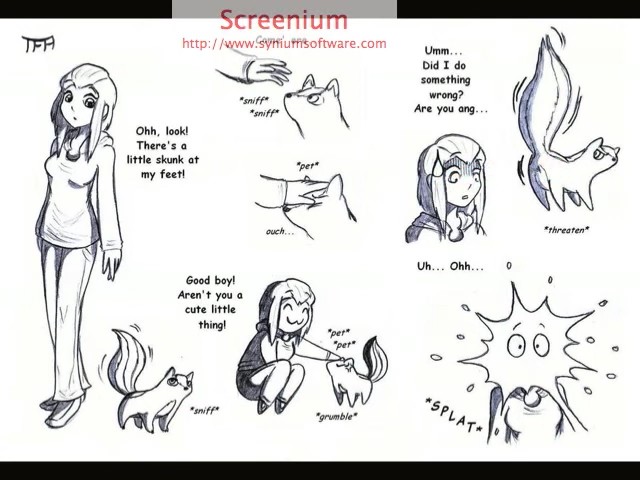 Screenium
http://www.syniumsoftware.com
TFA
Ohh, look!
There's a
little skunk at
my feet!
*sniff*
*sniff*
*sniff*
*pet*
ouch...
Good boy!
Aren't you a
cute little
thing!
*pet*
*pet*
*grumble*
Umm...
Did I do
something
wrong?
Are you ang...
*threaten*
Uh... Ohh...
*SPLAT*